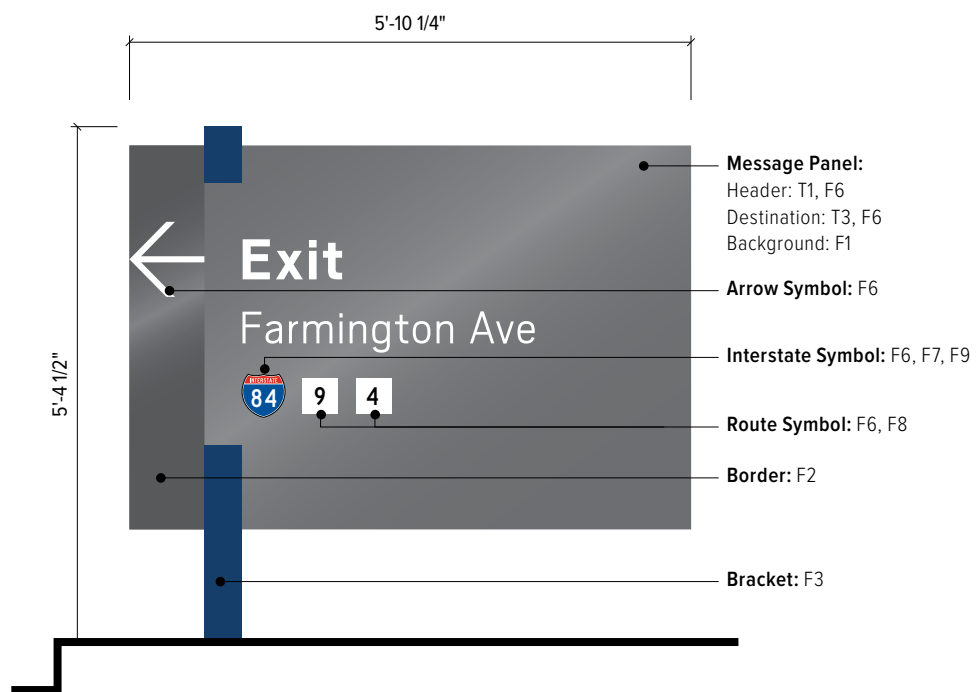 5'-10 1/4"
5'-4 1/2"
Exit
Farmington Ave
INTERSTATE
84
9
4
Message Panel:
Header: T1, F6
Destination: T3, F6
Background: F1
Arrow Symbol: F6
Interstate Symbol: F6, F7, F9
Route Symbol: F6, F8
Border: F2
Bracket: F3